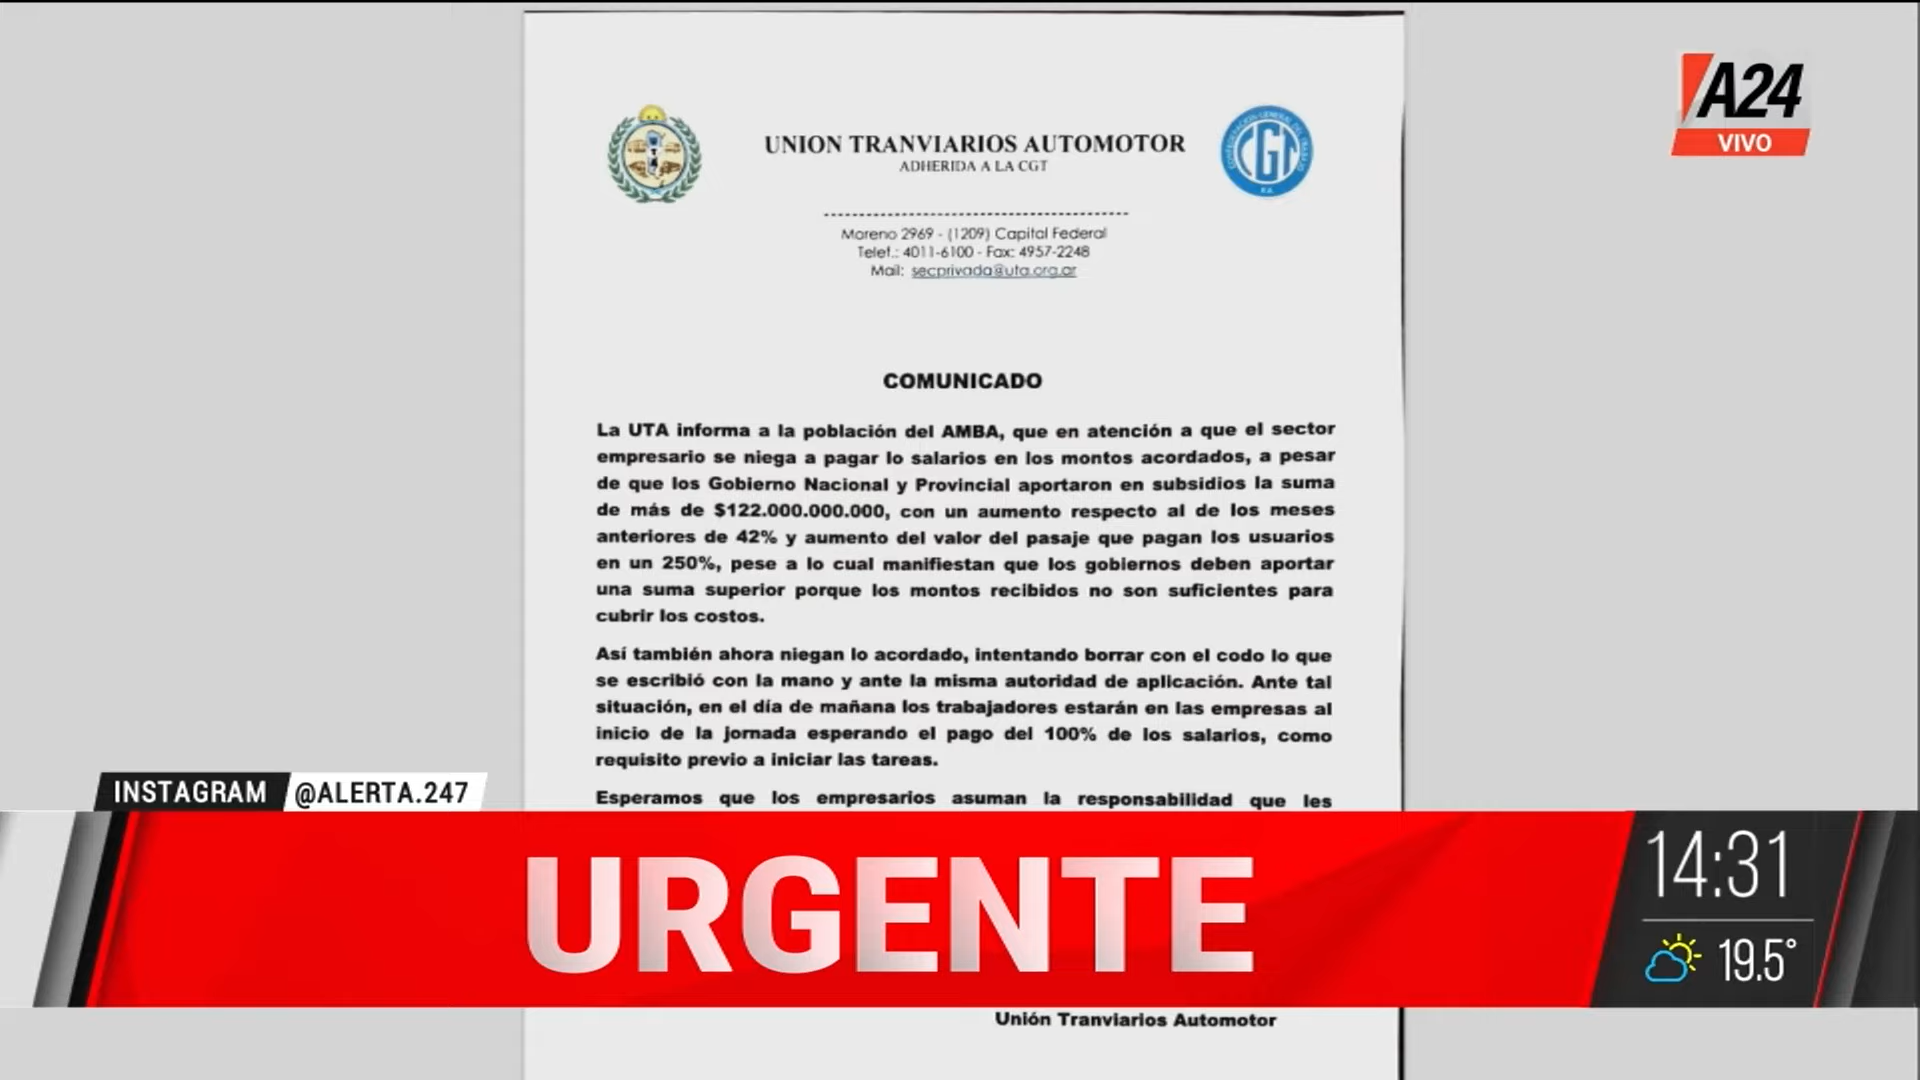 A24
VIVO
UNION TRANVIARIOS AUTOMOTOR
ADHERIDA A LA CGT
CGT
Moreno 2969 - (1209) Capital Federal
Telef.: 4011-6100 - Fax: 4957-2248
Mail: secprivada@uta.org.ar
COMUNICADO
La UTA informa a la población del AMBA, que en atención a que el sector
empresario se niega a pagar lo salarios en los montos acordados, a pesar
de que los Gobierno Nacional y Provincial aportaron en subsidios la suma
de más de $122.000.000.000, con un aumento respecto al de los meses
anteriores de 42% y aumento del valor del pasaje que pagan los usuarios
en un 250%, pese a lo cual manifiestan que los gobiernos deben aportar
una suma superior porque los montos recibidos no son suficientes para
cubrir los costos.
Así también ahora niegan lo acordado, intentando borrar con el codo lo que
se escribió con la mano y ante la misma autoridad de aplicación. Ante tal
situación, en el día de mañana los trabajadores estarán en las empresas al
inicio de la jornada esperando el pago del 100% de los salarios, como
requisito previo a iniciar las tareas.
Esperamos que los empresarios asuman la responsabilidad que les
INSTAGRAM @ALERTA.247
URGENTE
14:31
19.5°
Unión Tranviarios Automotor